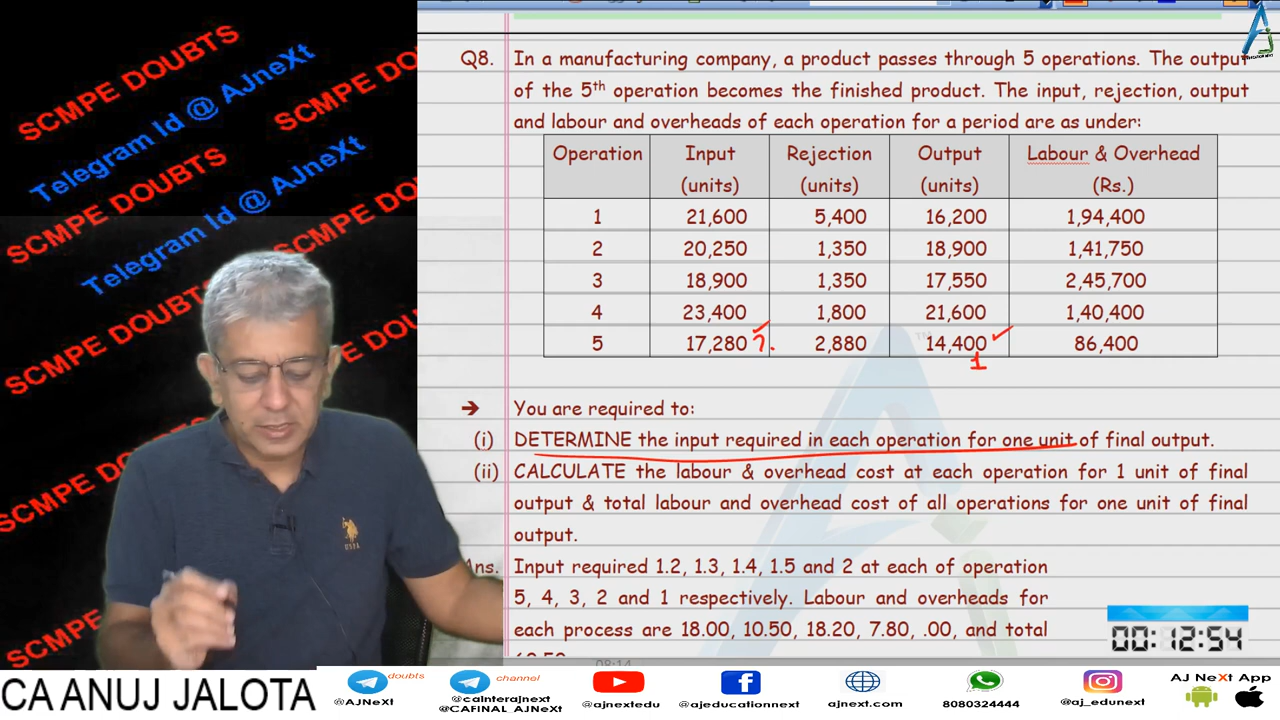 SCMPE DOUBTS
Telegram Id @ AJneXt
SCMPE DOUBTS
SCMPE DOUBTS
Telegram Id @ AJneXt
SCMPE DOUBTS
SCMPE DOUBTS
SCMPE DOUBTS
SCMPE
Q8. In a manufacturing company, a product passes through 5 operations. The output
of the 5th operation becomes the finished product. The input, rejection, output
and labour and overheads of each operation for a period are as under:
Operation Input Rejection Output Labour & Overhead
(units) (units) (units) (Rs.)
1 21,600 5,400 16,200 1,94,400
2 20,250 1,350 18,900 1,41,750
3 18,900 1,350 17,550 2,45,700
4 23,400 1,800 21,600 1,40,400
5 17,280 ?. 2,880 14,400 86,400
1
➔ You are required to:
(i) DETERMINE the input required in each operation for one unit of final output.
(ii) CALCULATE the labour & overhead cost at each operation for 1 unit of final
output & total labour and overhead cost of all operations for one unit of final
output.
Ans. Input required 1.2, 1.3, 1.4, 1.5 and 2 at each of operation
5, 4, 3, 2 and 1 respectively. Labour and overheads for
each process are 18.00, 10.50, 18.20, 7.80, .00, and total
00:12:54
08:14
CA ANUJ JALOTA
doubts
@AJNeXt
channel
@cainterajnext
@CAFINAL_AJNeXt
@ajnextedu
@ajeducationnext
ajnext.com
8080324444
@aj_edunext
AJ NeXt App